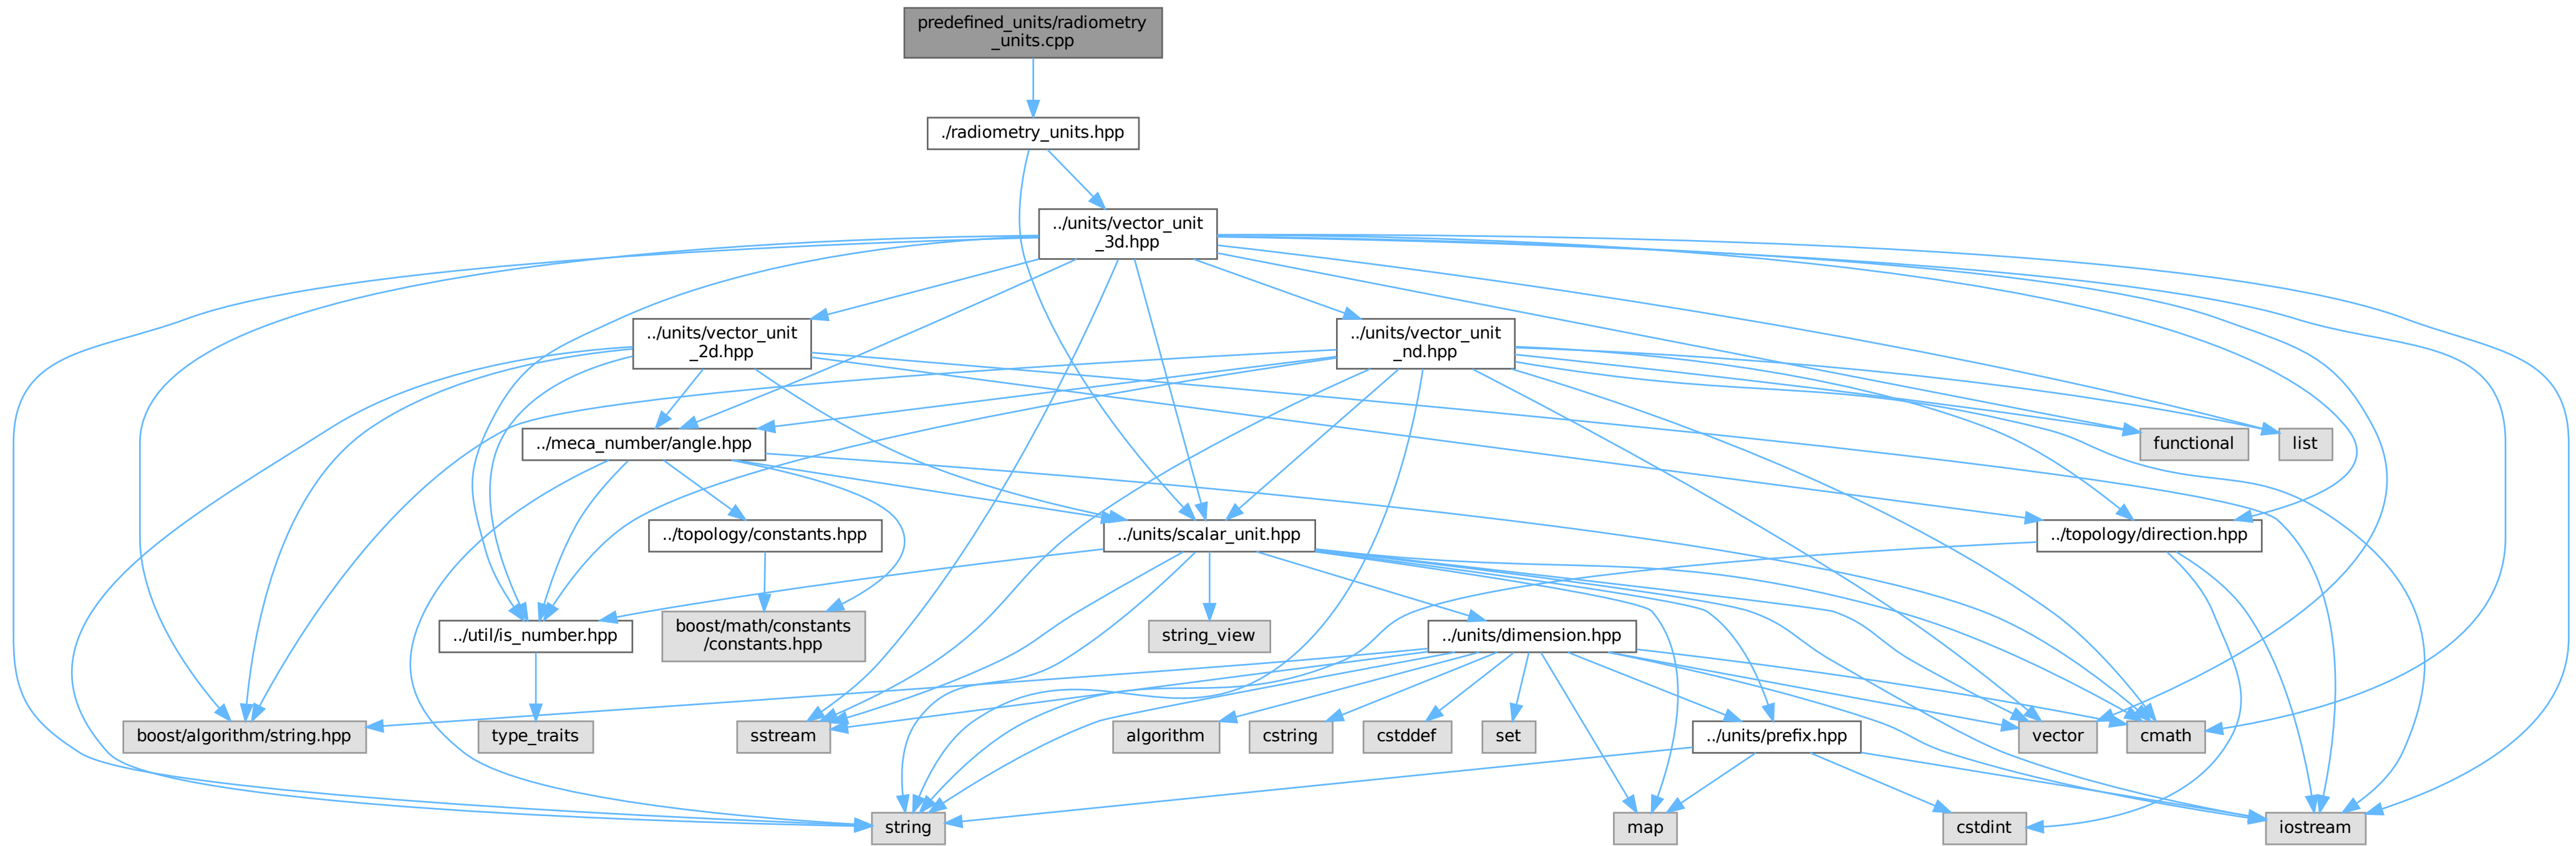 predefined_units/radiometry
_units.cpp
./radiometry_units.hpp
../units/vector_unit
_3d.hpp
../units/vector_unit
_2d.hpp
../units/vector_unit
_nd.hpp
../meca_number/angle.hpp
functional
list
../topology/constants.hpp
../units/scalar_unit.hpp
../topology/direction.hpp
../util/is_number.hpp
boost/math/constants
/constants.hpp
string_view
../units/dimension.hpp
boost/algorithm/string.hpp
type_traits
sstream
algorithm
cstring
cstddef
set
../units/prefix.hpp
vector
cmath
string
map
cstdint
iostream